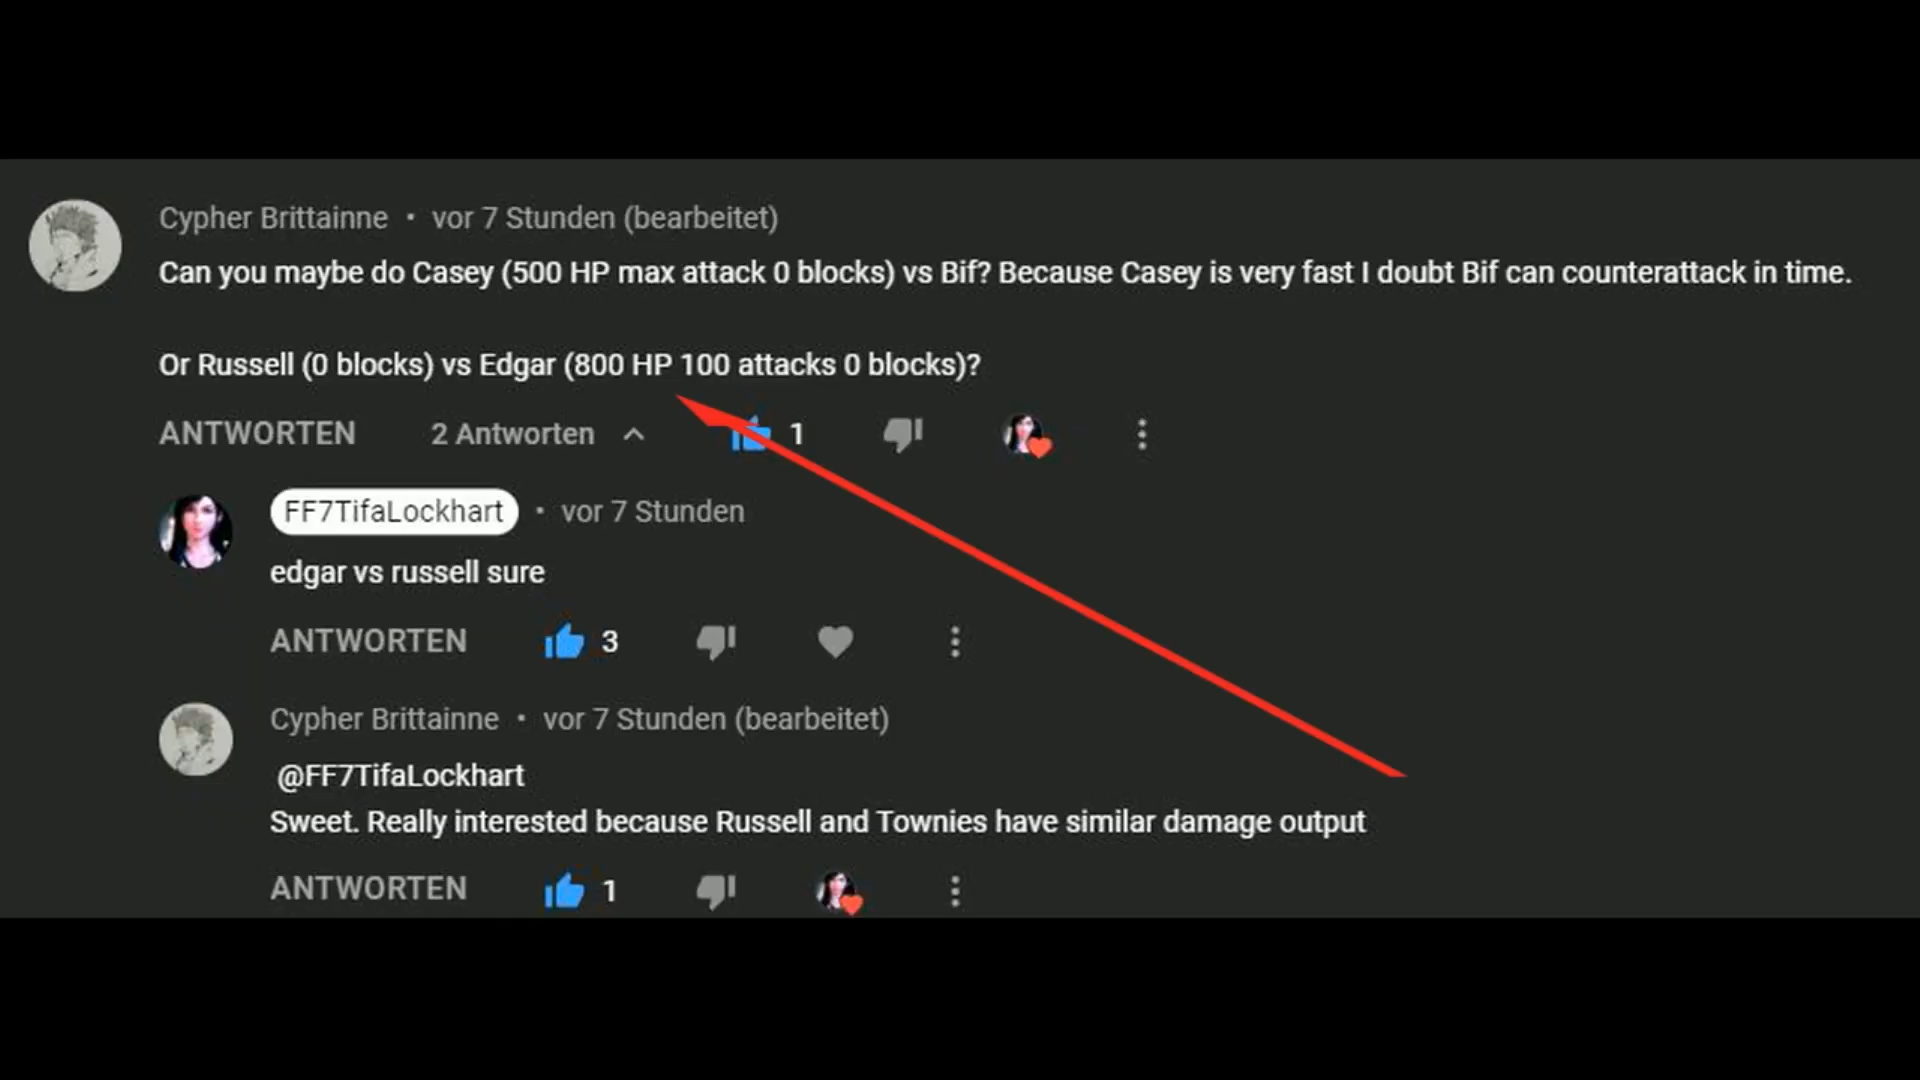 Cypher Brittainne • vor 7 Stunden (bearbeitet)
Can you maybe do Casey (500 HP max attack 0 blocks) vs Bif? Because Casey is very fast I doubt Bif can counterattack in time.
Or Russell (0 blocks) vs Edgar (800 HP 100 attacks 0 blocks)?
ANTWORTEN 2 Antworten 1
FF7TifaLockhart • vor 7 Stunden
edgar vs russell sure
ANTWORTEN 3
Cypher Brittainne • vor 7 Stunden (bearbeitet)
@FF7TifaLockhart
Sweet. Really interested because Russell and Townies have similar damage output
ANTWORTEN 1